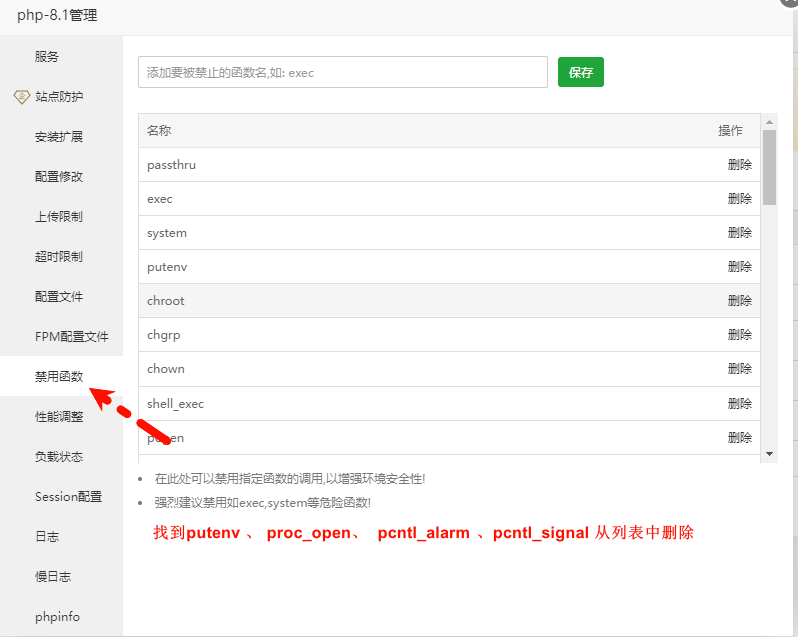 php-8.1管理
服务
站点防护
安装扩展
配置修改
上传限制
超时限制
配置文件
FPM配置文件
禁用函数
性能调整
负载状态
Session配置
日志
慢日志
phpinfo
添加要被禁止的函数名,如: exec 保存
名称 操作
passthru 删除
exec 删除
system 删除
putenv 删除
chroot 删除
chgrp 删除
chown 删除
shell_exec 删除
popen 删除
在此处可以禁用指定函数的调用,以增强环境安全性!
强烈建议禁用如exec,system等危险函数!
找到putenv 、 proc_open、 pcntl_alarm 、pcntl_signal 从列表中删除